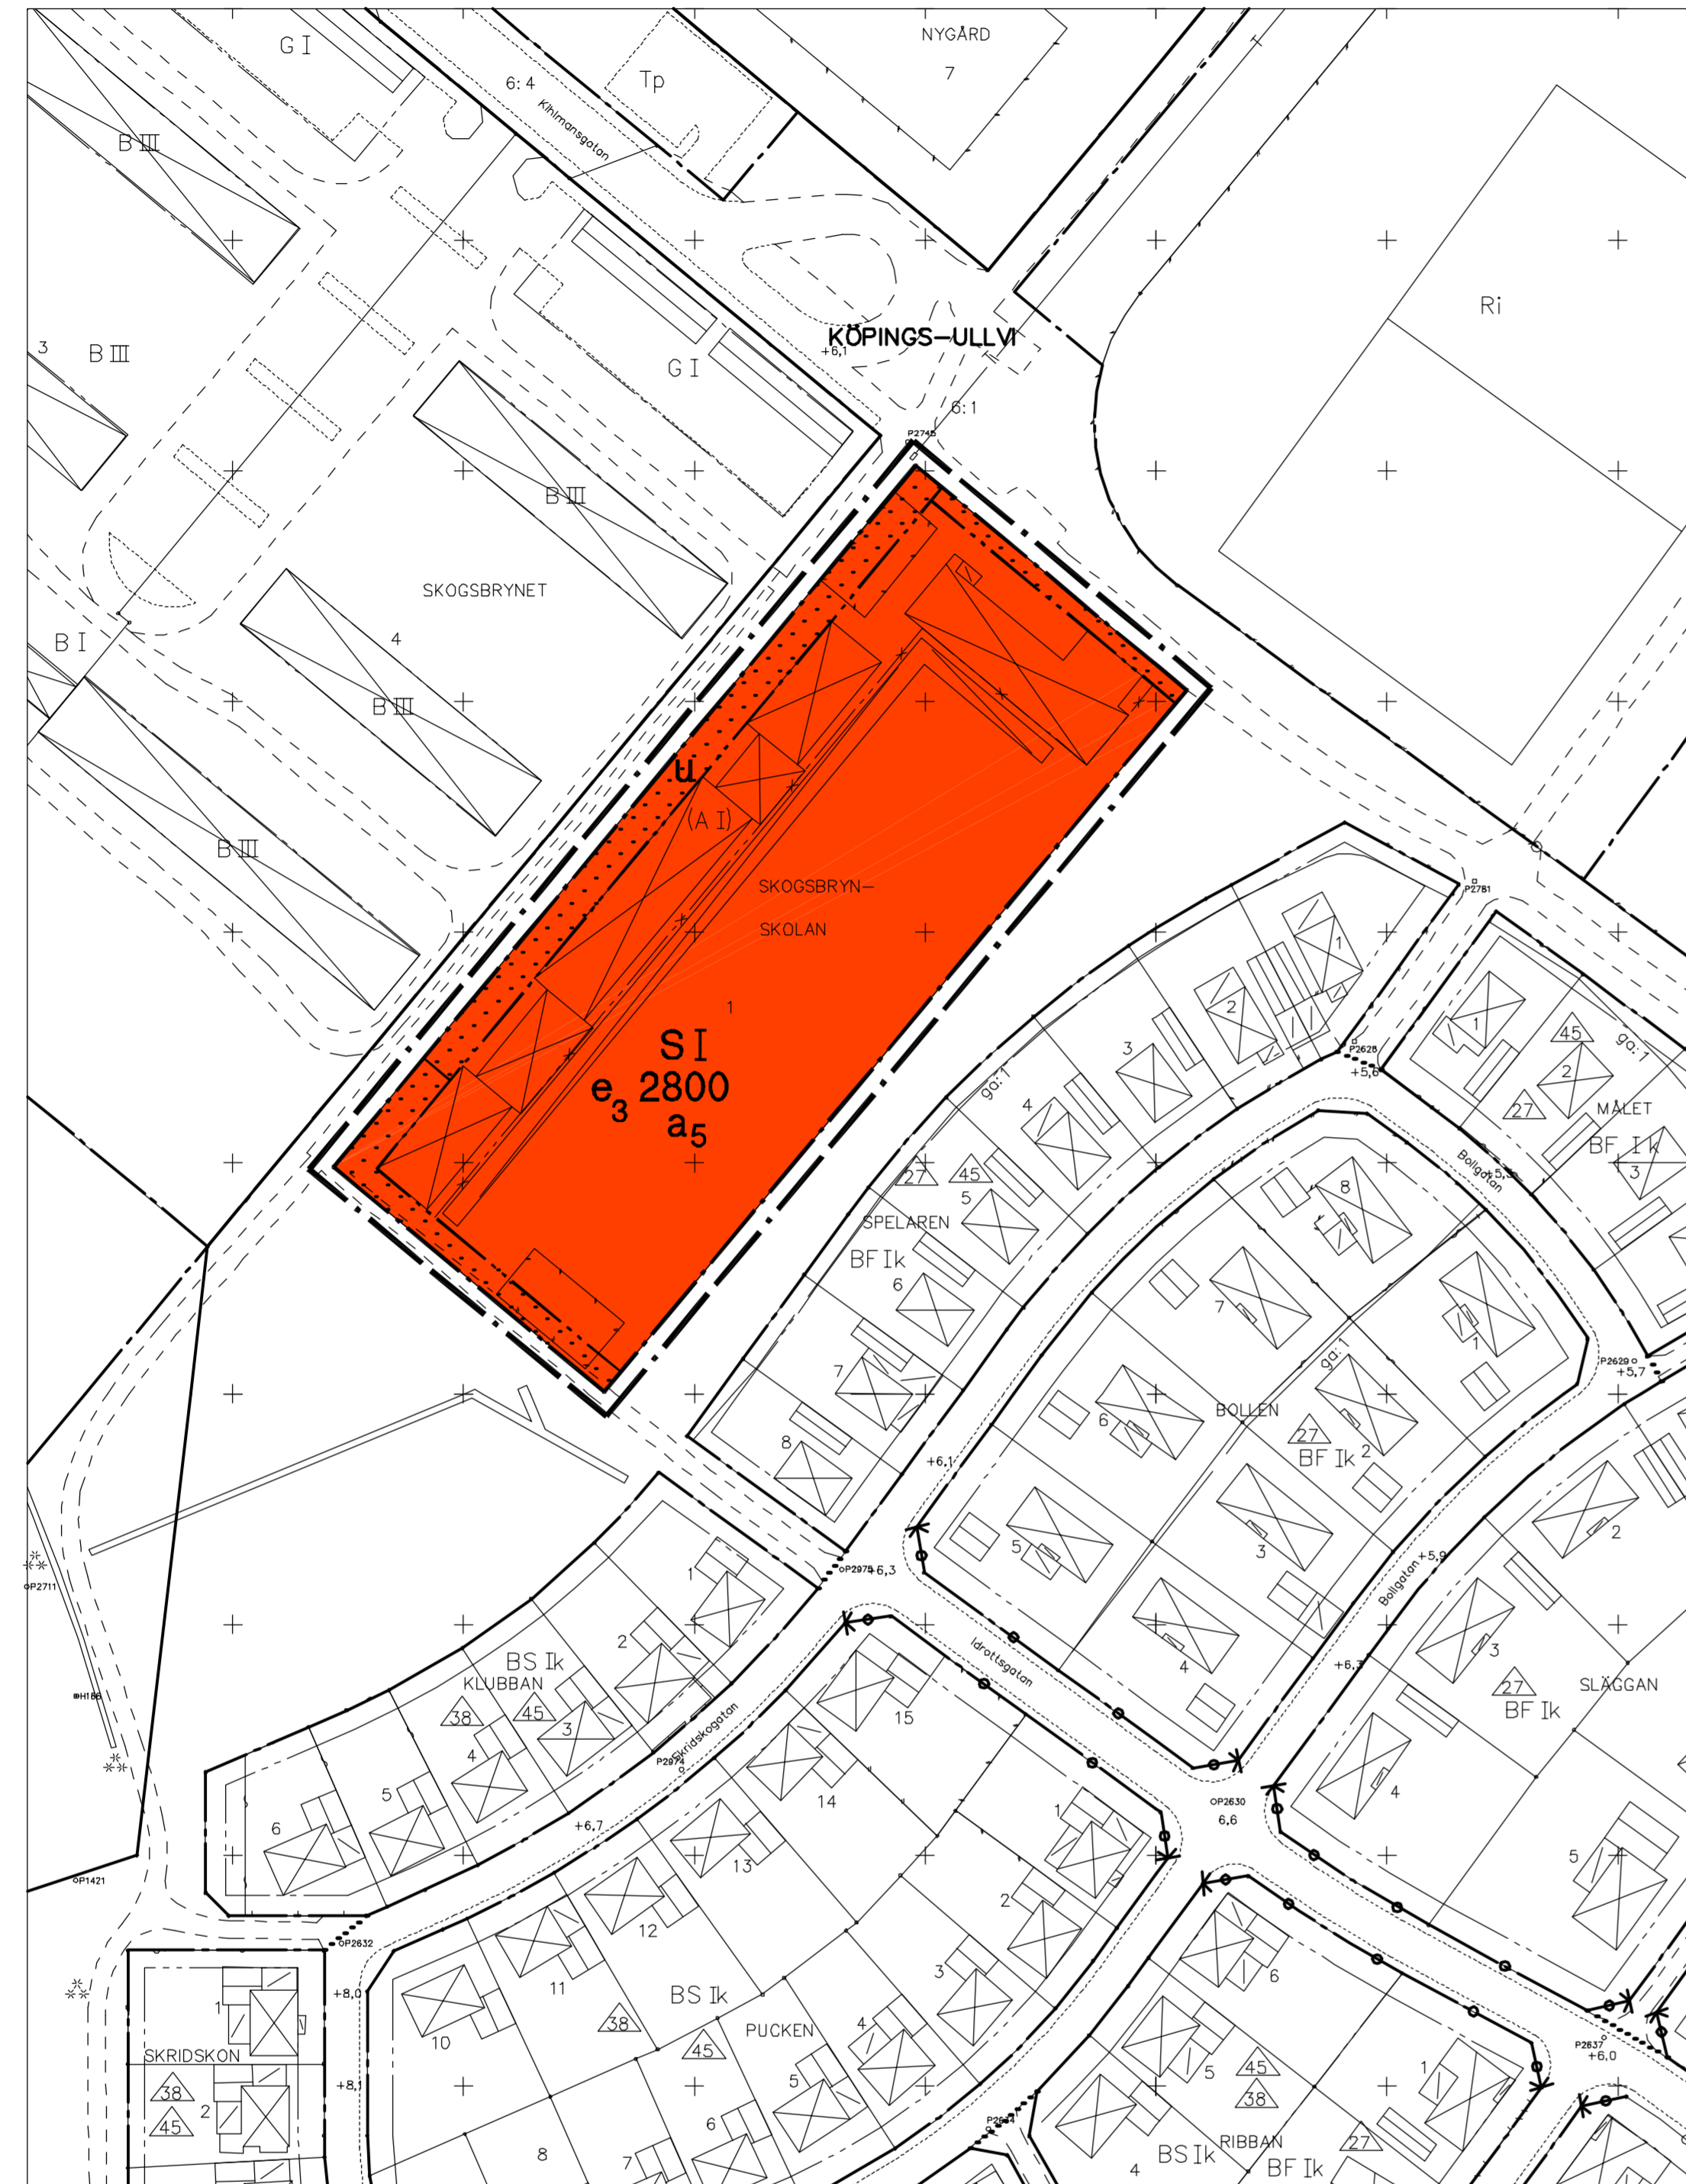 G I
NYGÅRD
7
6:4
Tp
Kihlmansgatan
B III
Ri
3
B III
KÖPINGS-ULLVI
+6,1
G I
6:1
P2745
B III
SKOGSBRYNET
4
B I
B III
u
(A I)
B III
SKOGSBRYN-
SKOLAN
P2781
1
1
2
1
45
ga:1
2
S I
3
P2628
+5,6
e3 2800
ga:1
4
27
MÅLET
a5
BF I k
3
27
45
5
Bollgatan
8
SPELAREN
BF Ik
6
7
1
7
ga:1
P2629
+5,7
6
BOLLEN
27
2
BF Ik
8
+6,1
5
3
2
+5,9
P2975
+6,3
1
P2711
Bollgatan
2
Idrottsgatan
4
3
+6,3
BS Ik
KLUBBAN
27
SLÄGGAN
H186
38
45
3
BF Ik
15
4
Skridskogatan
P2974
5
14
4
P2630
6,6
1
6
+6,7
13
5
P1421
2
12
P2632
11
3
6
+8,0
BS Ik
1
38
PUCKEN
4
10
P2637
+6,0
SKRIDSKON
45
45
5
1
38
+8,1
5
38
2
45
P2634
6
RIBBAN
27
8
7
4
BS Ik
BF Ik